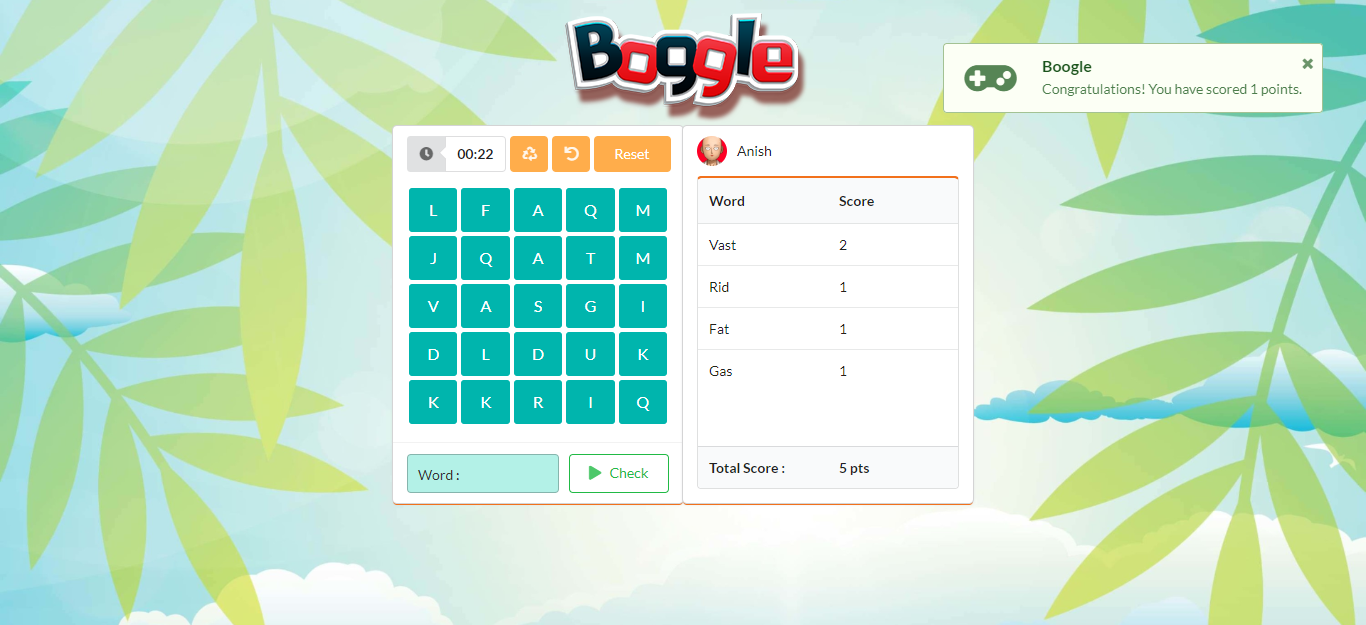 Boggle
Boogle
Congratulations! You have scored 1 points.
00:22 Reset
Anish
L F A Q M
J Q A T M
V A S G I
D L D U K
K K R I Q
Word : Check
Word Score
Vast 2
Rid 1
Fat 1
Gas 1
Total Score : 5 pts